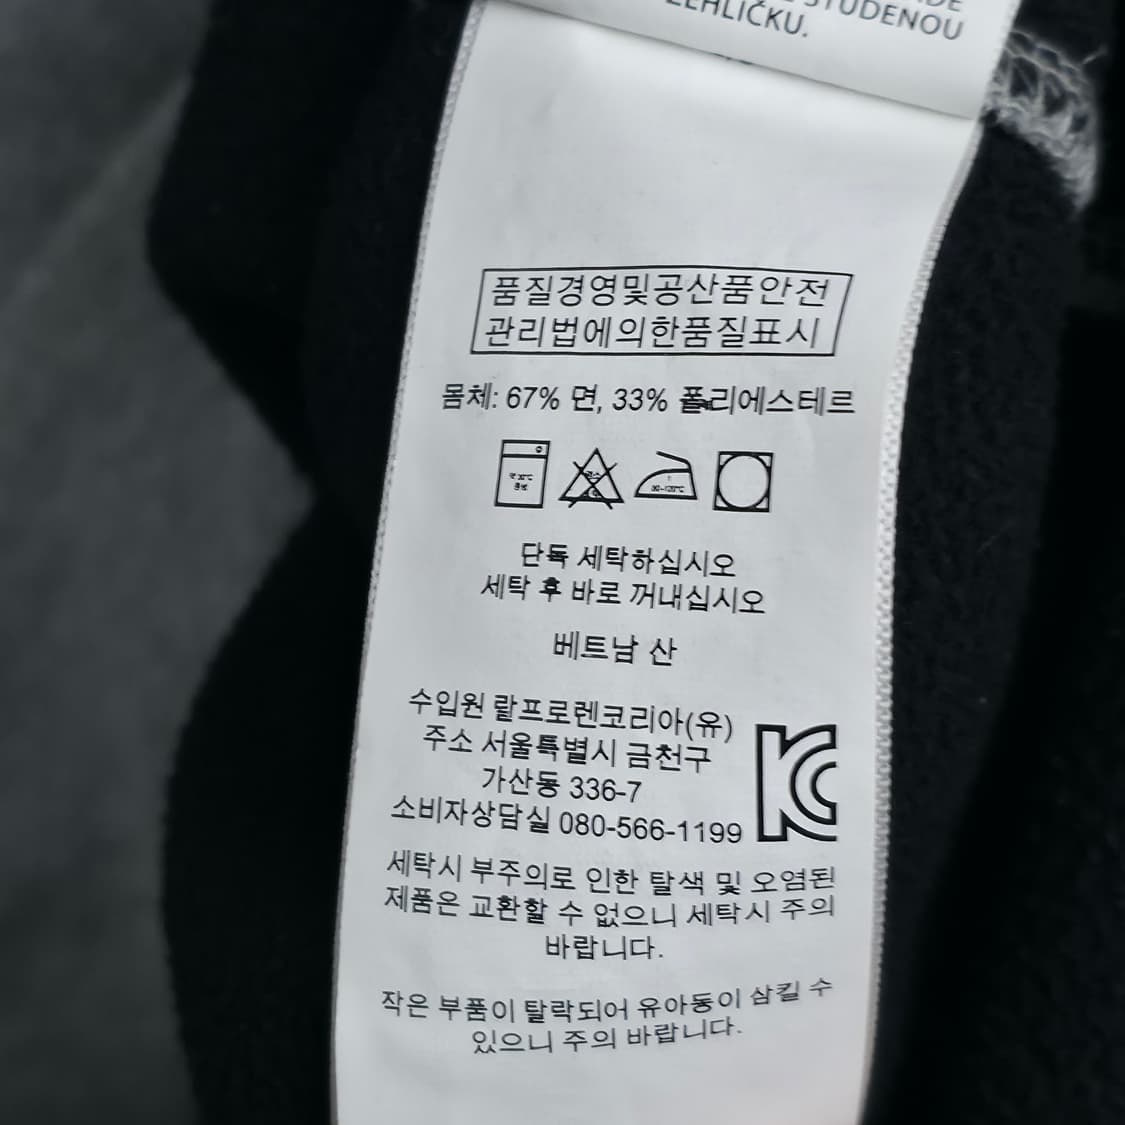 STUDENOU
ŽEHLIČKU.
품질경영및공산품안전
관리법에의한품질표시
몸체: 67% 면, 33% 폴리에스테르
단독 세탁하십시오
세탁 후 바로 꺼내십시오
베트남 산
수입원 랄프로렌코리아(유)
주소 서울특별시 금천구
가산동 336-7
소비자상담실 080-566-1199
KC
세탁시 부주의로 인한 탈색 및 오염된
제품은 교환할 수 없으니 세탁시 주의
바랍니다.
작은 부품이 탈락되어 유아동이 삼킬 수
있으니 주의 바랍니다.